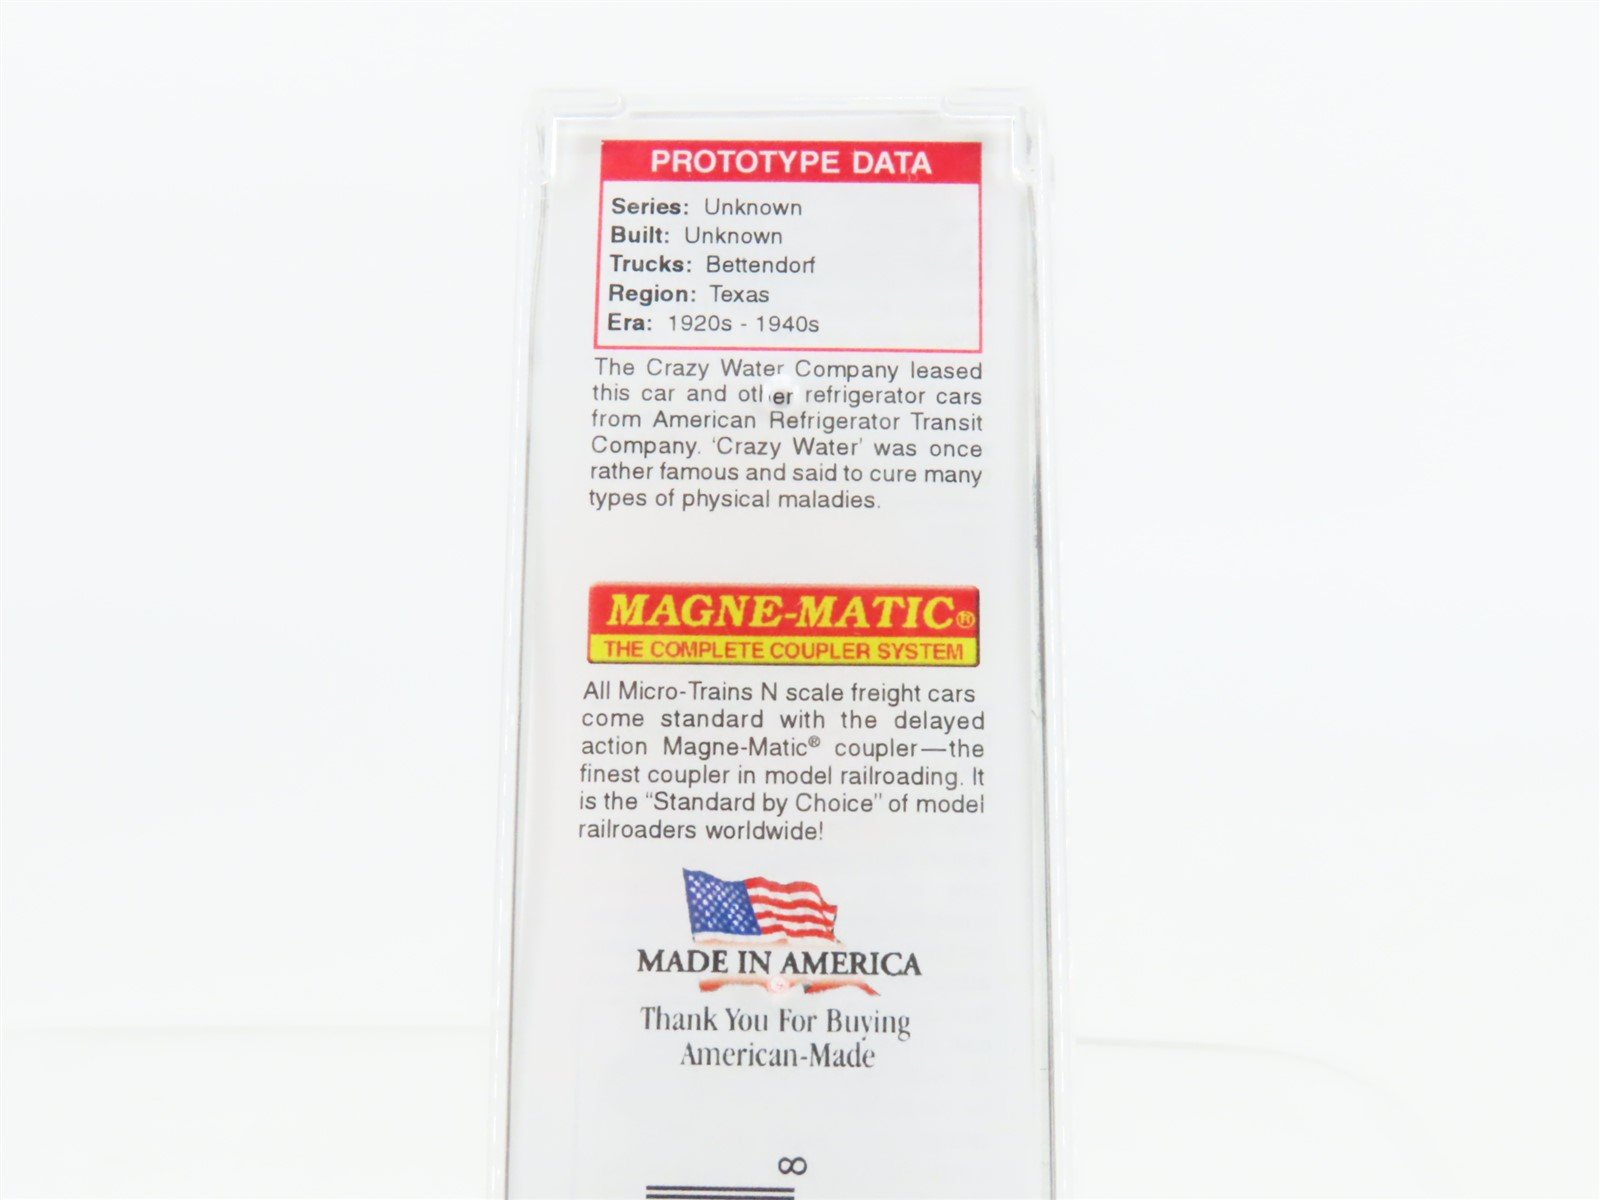 PROTOTYPE DATA
Series: Unknown
Built: Unknown
Trucks: Bettendorf
Region: Texas
Era: 1920s - 1940s
The Crazy Water Company leased
this car and other refrigerator cars
from American Refrigerator Transit
Company. 'Crazy Water' was once
rather famous and said to cure many
types of physical maladies.
MAGNE-MATIC®
THE COMPLETE COUPLER SYSTEM
All Micro-Trains N scale freight cars
come standard with the delayed
action Magne-Matic® coupler—the
finest coupler in model railroading. It
is the "Standard by Choice" of model
railroaders worldwide!
MADE IN AMERICA
Thank You For Buying
American-Made
8